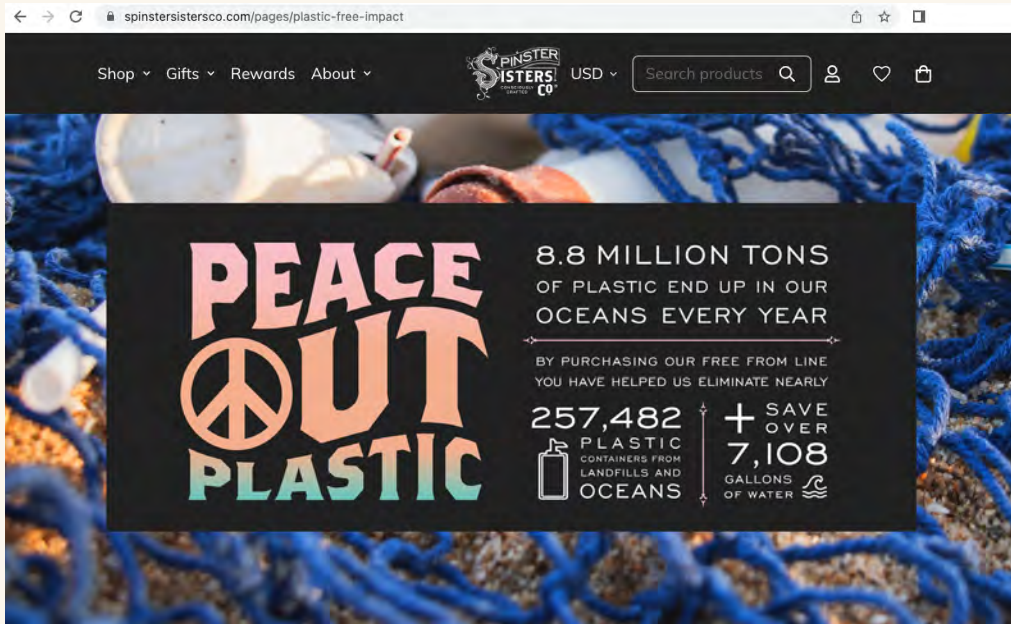 spinstersistersco.com/pages/plastic-free-impact
Shop Gifts Rewards About
SPINSTER
SISTERS
CONSCIOUSLY
CRAFTED
CO
USD
Search products
PEACE
OUT
PLASTIC
8.8 MILLION TONS
OF PLASTIC END UP IN OUR
OCEANS EVERY YEAR
BY PURCHASING OUR FREE FROM LINE
YOU HAVE HELPED US ELIMINATE NEARLY
257,482
PLASTIC
CONTAINERS FROM
LANDFILLS AND
OCEANS
+ SAVE
OVER
7,108
GALLONS
OF WATER